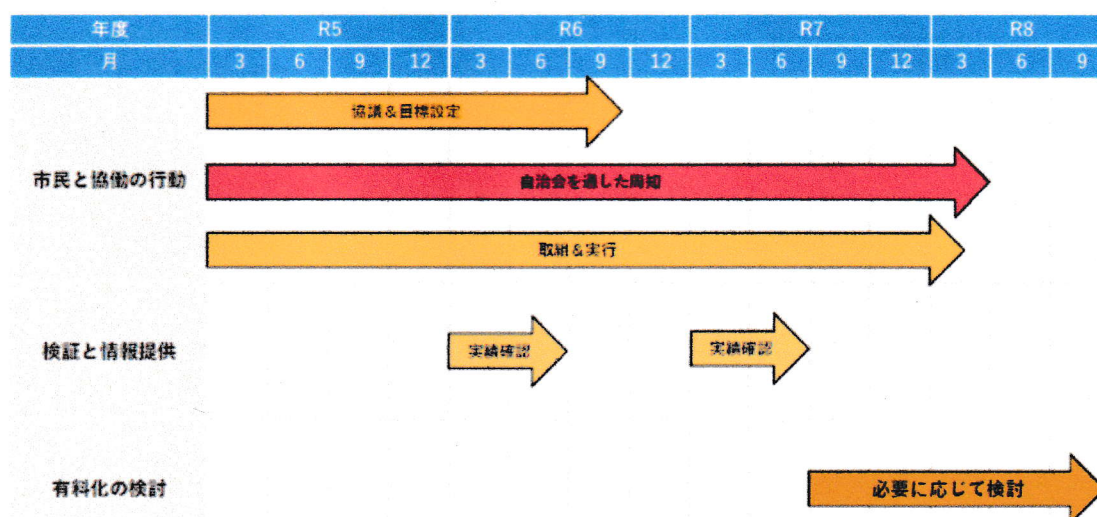 年度 R5 R6 R7 R8
月 3 6 9 12 3 6 9 12 3 6 9 12 3 6 9
協議&目標設定
市民と協働の行動
自治会を通した周知
取組&実行
検証と情報提供
実績確認 実績確認
有料化の検討
必要に応じて検討